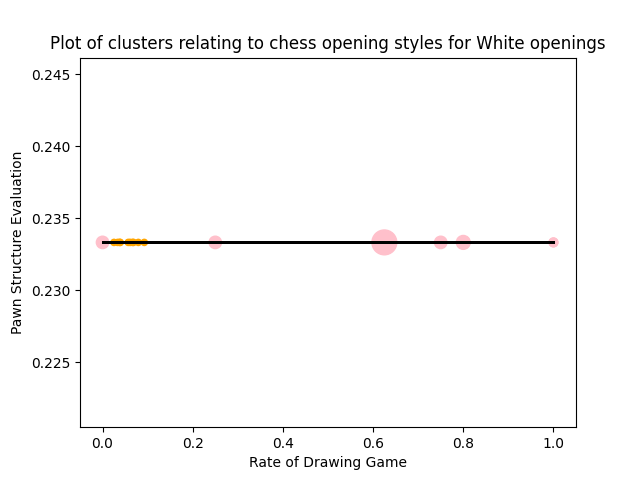 Plot of clusters relating to chess opening styles for White openings
0.245
0.240
0.235
0.230
0.225
Pawn Structure Evaluation
0.0 0.2 0.4 0.6 0.8 1.0
Rate of Drawing Game